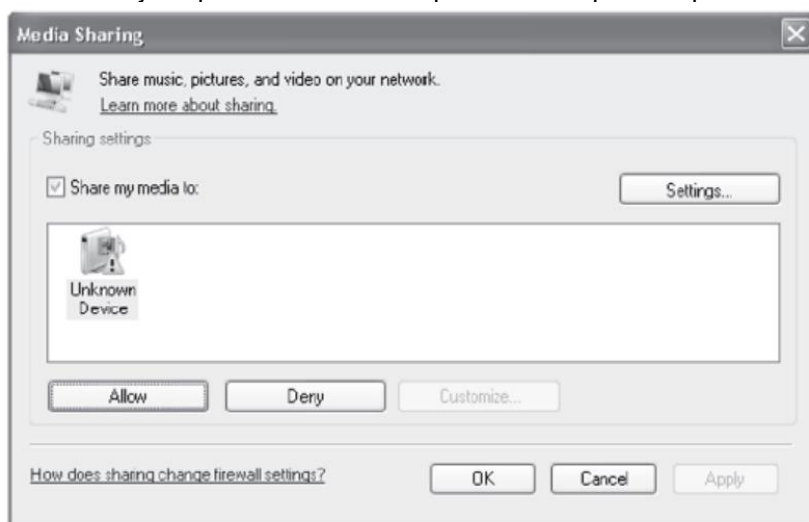 Media Sharing
Share music, pictures, and video on your network.
Learn more about sharing.
Sharing settings
Share my media to:
Settings...
Unknown
Device
Allow
Deny
Customize...
How does sharing change firewall settings?
OK
Cancel
Apply